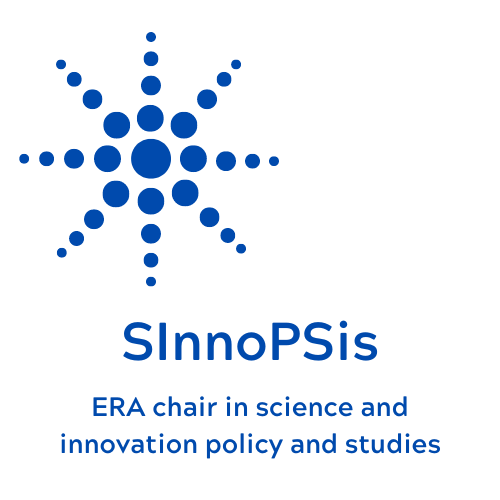 SInnoPSis
ERA chair in science and
innovation policy and studies